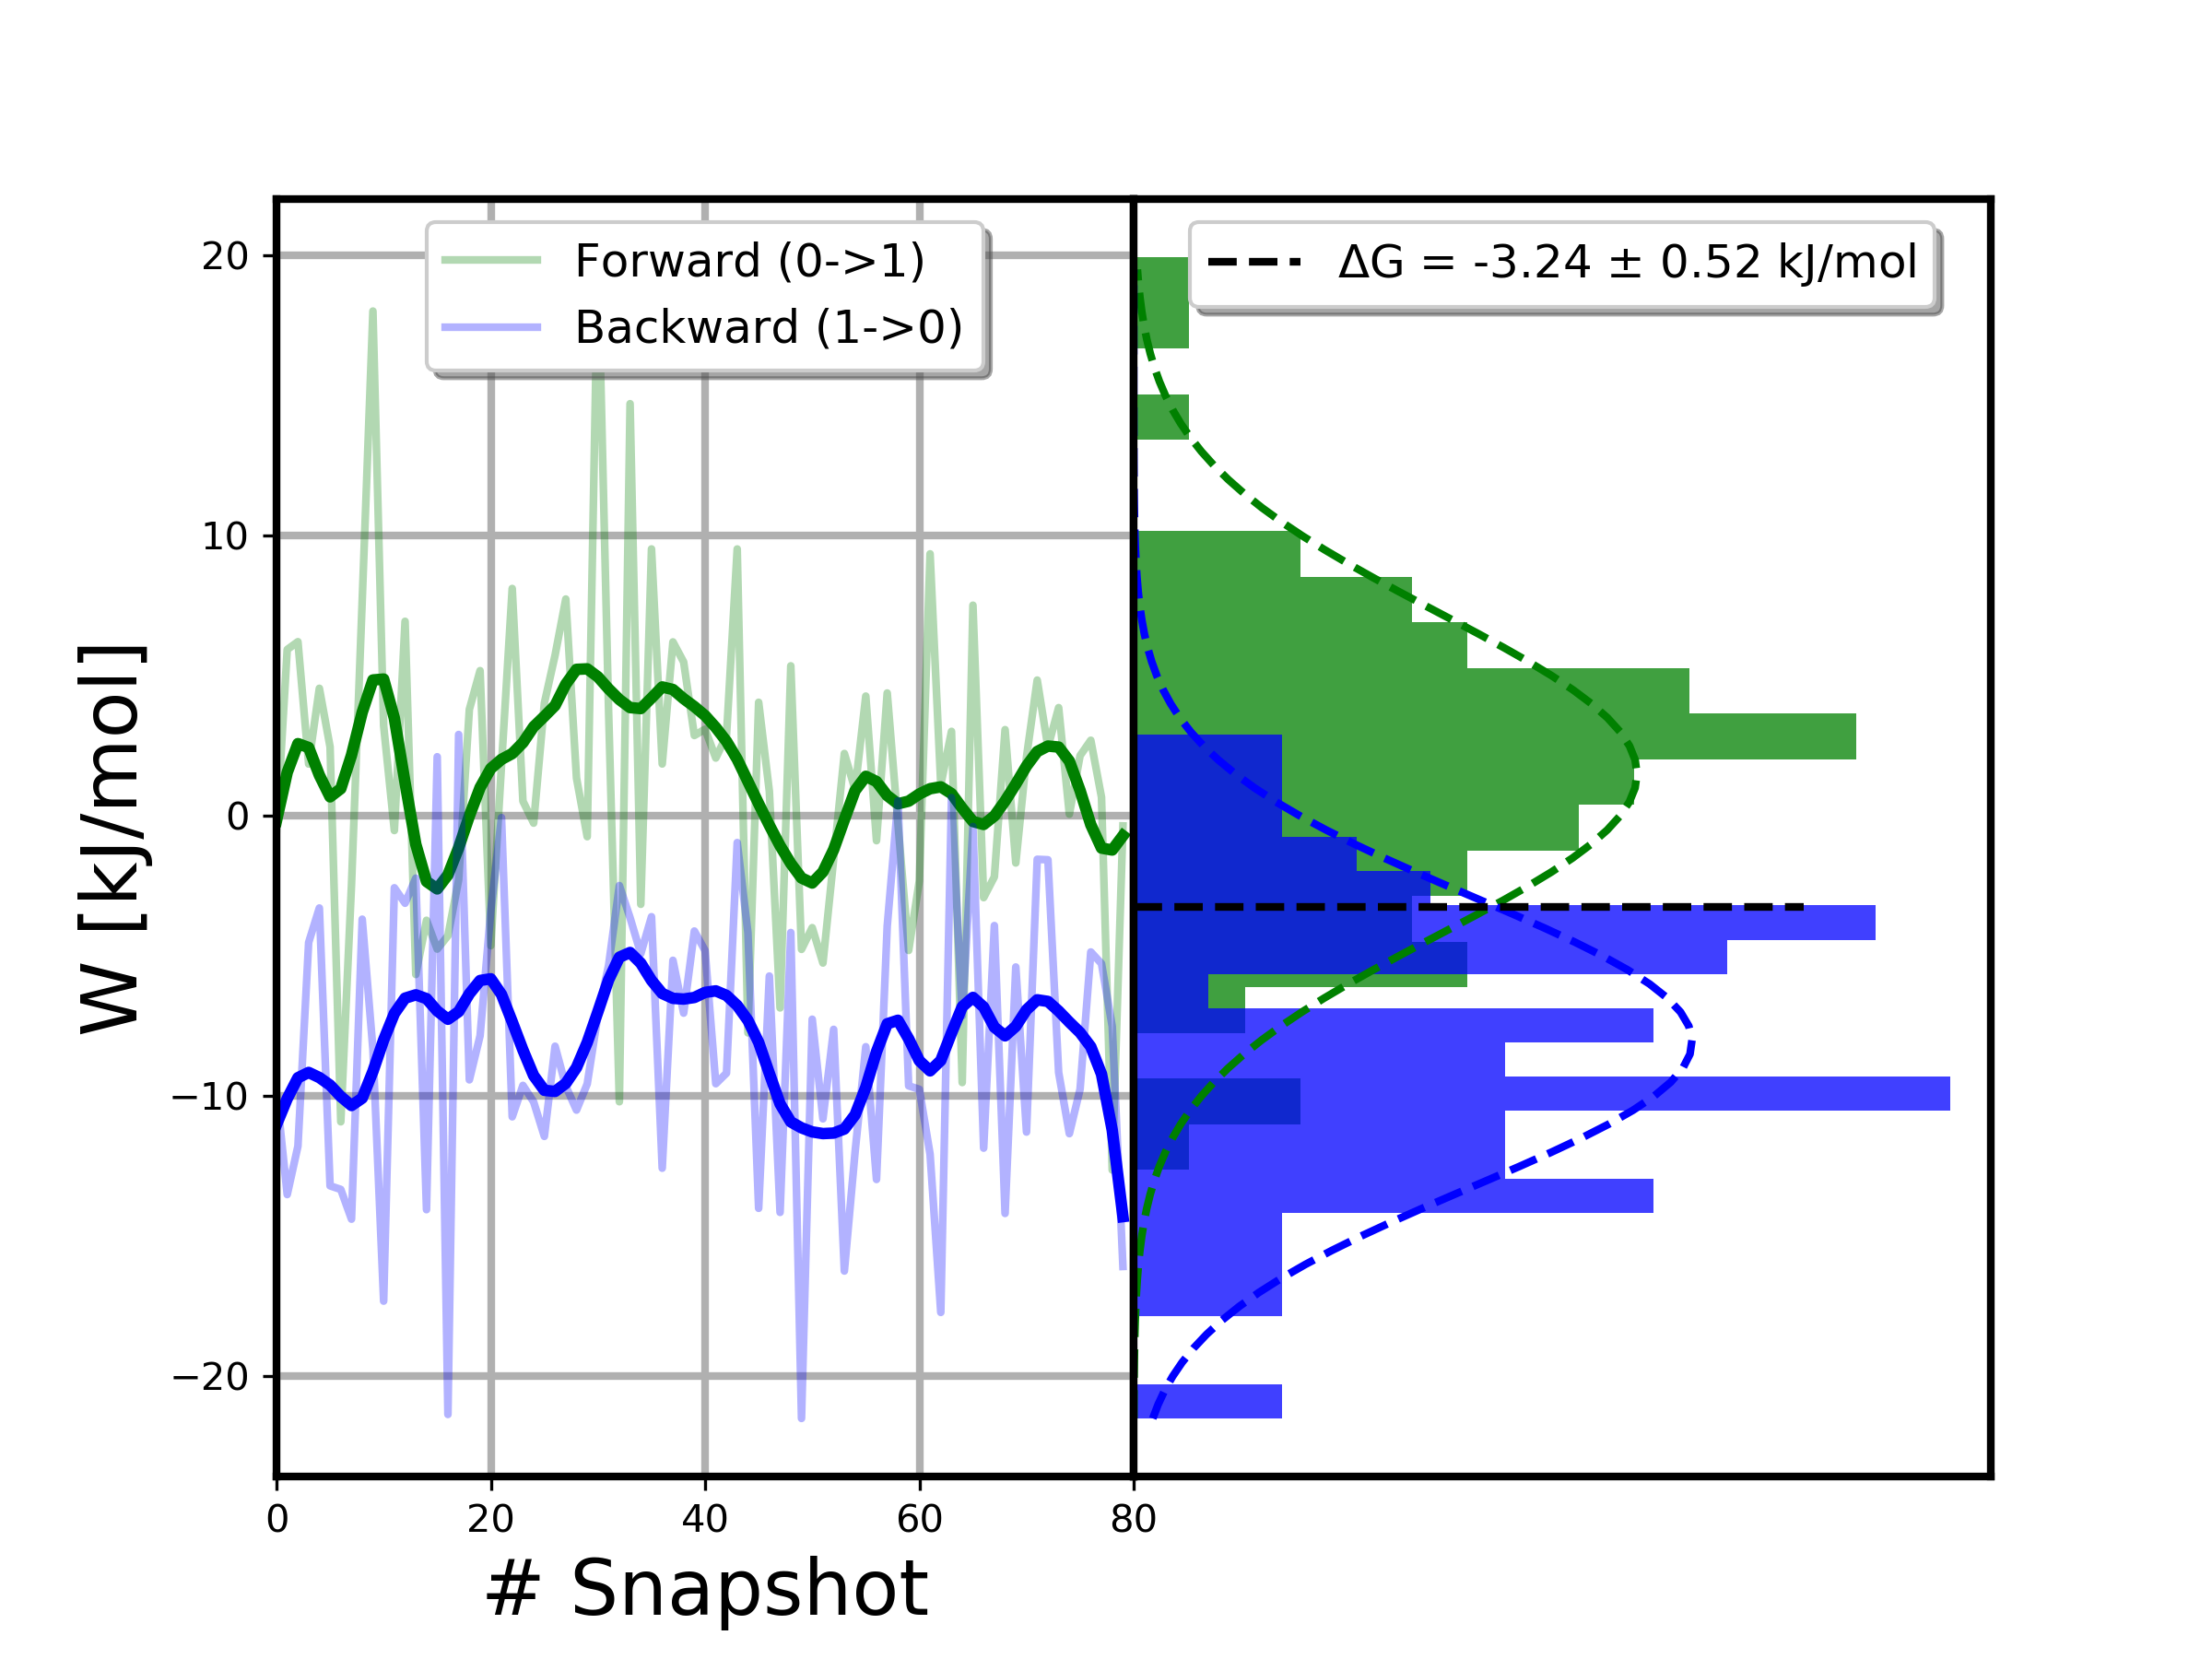 Forward (0->1)
Backward (1->0)
ΔG = -3.24 ± 0.52 kJ/mol
W [kJ/mol]
20
10
0
−10
−20
0 20 40 60 80
# Snapshot